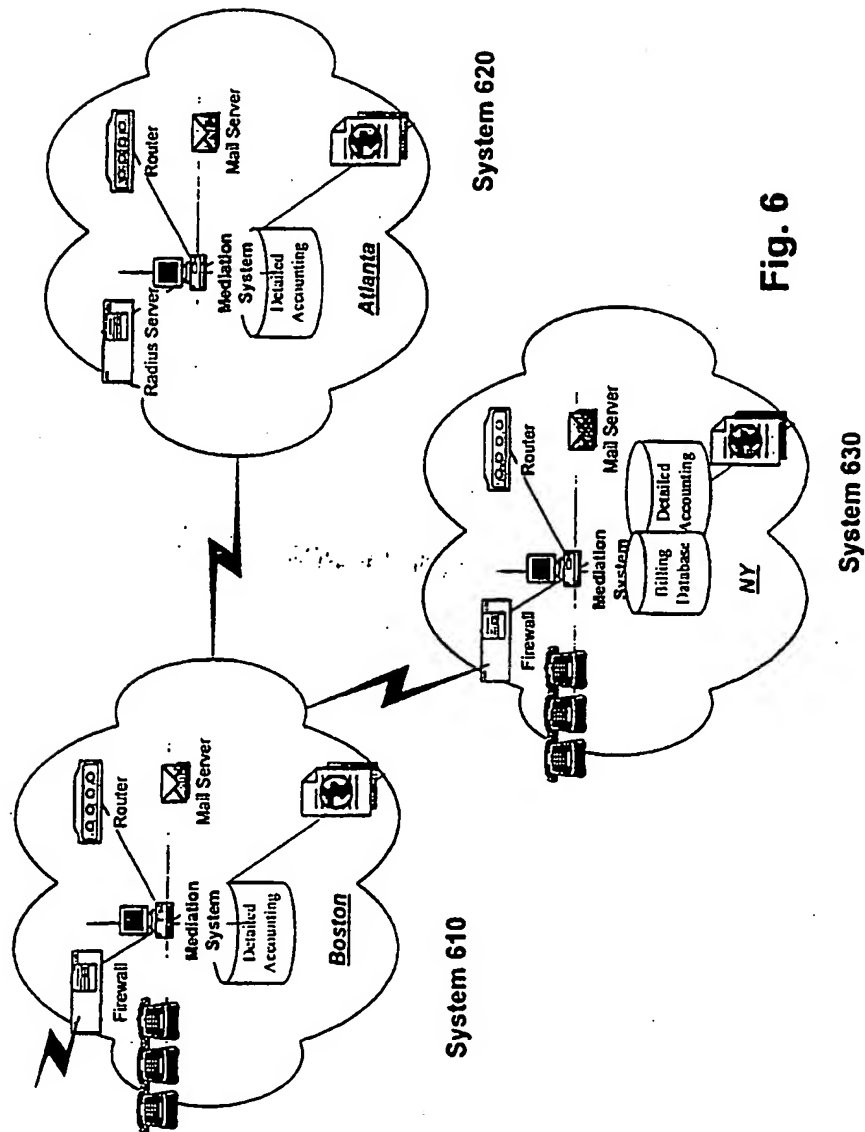 Firewall
Router
Mediation
System
Mail Server
Detailed
Accounting
Boston
System 610
Radius Server
Router
Mediation
System
Mail Server
Detailed
Accounting
Atlanta
System 620
Firewall
Router
Mediation
System
Mail Server
Billing
Database
Detailed
Accounting
NY
System 630
Fig. 6